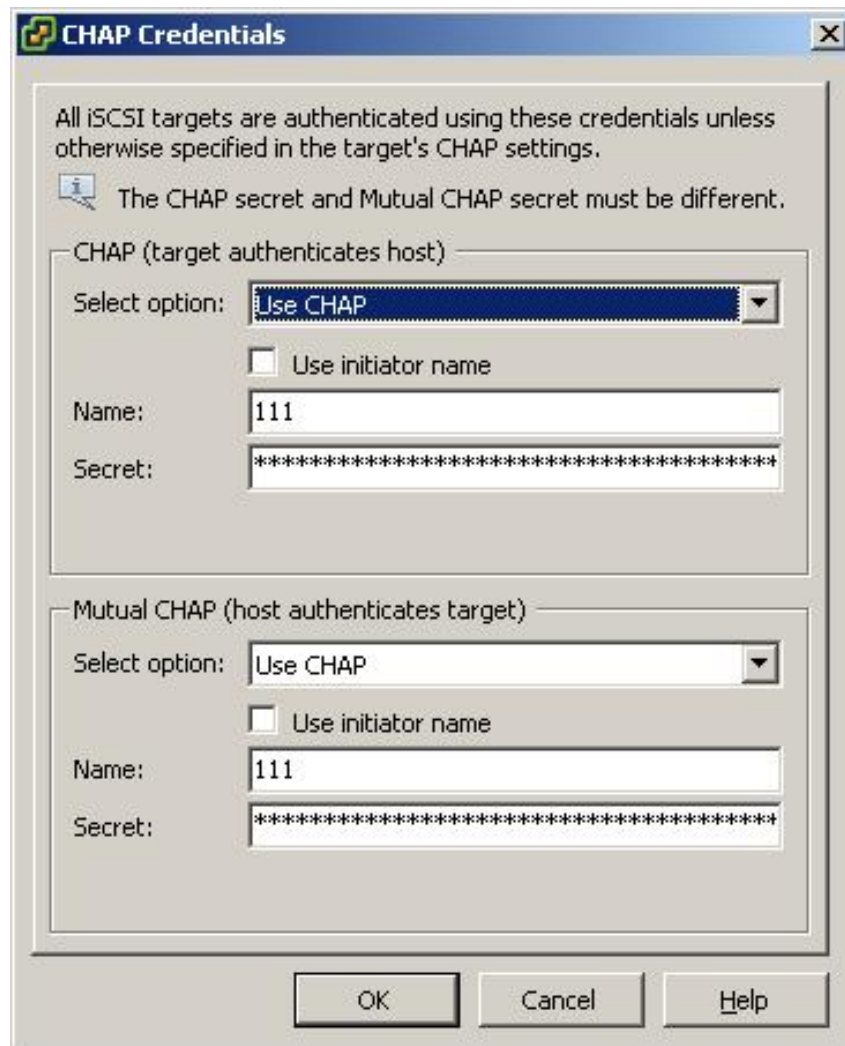 CHAP Credentials
All iSCSI targets are authenticated using these credentials unless
otherwise specified in the target's CHAP settings.
The CHAP secret and Mutual CHAP secret must be different.
CHAP (target authenticates host)
Select option: Use CHAP
Use initiator name
Name: 111
Secret: **************************************
Mutual CHAP (host authenticates target)
Select option: Use CHAP
Use initiator name
Name: 111
Secret: **************************************
OK Cancel Help